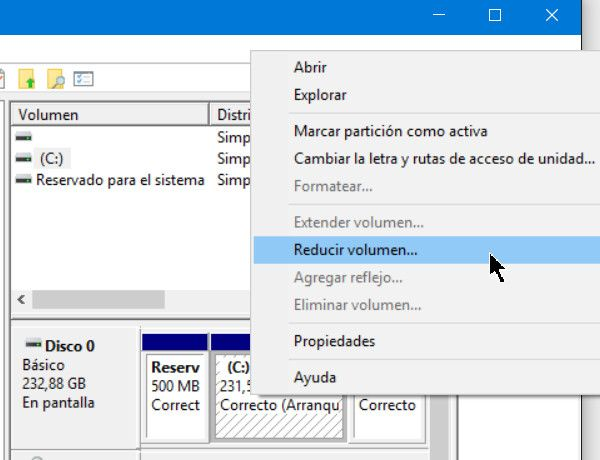 Abrir
Explorar
Marcar partición como activa
Cambiar la letra y rutas de acceso de unidad...
Formatear...
Extender volumen...
Reducir volumen...
Agregar reflejo...
Eliminar volumen...
Propiedades
Ayuda
Volumen Distri
Simp
(C:) Simp
Reservado para el sistema Simp
Disco 0
Básico
232,88 GB
En pantalla
Reserv
500 MB
Correct
(C:)
231,5
Correcto (Arranqu
Correcto